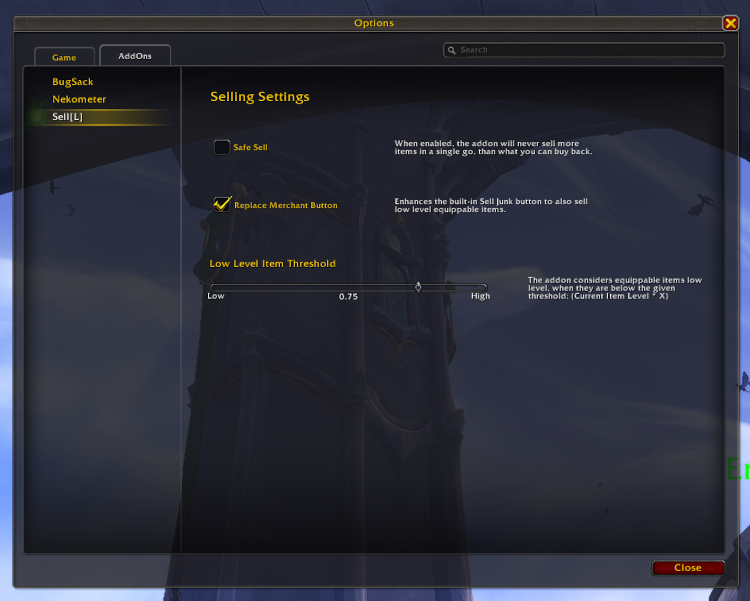 Options
Game
AddOns
Search
BugSack
Nekometer
Sell[L]
Selling Settings
Safe Sell
When enabled, the addon will never sell more
items in a single go, than what you can buy back.
Replace Merchant Button
Enhances the built-in Sell Junk button to also sell
low level equippable items.
Low Level Item Threshold
Low
0.75
High
The addon considers equippable items low
level, when they are below the given
threshold: (Current Item Level * X)
Er
Close